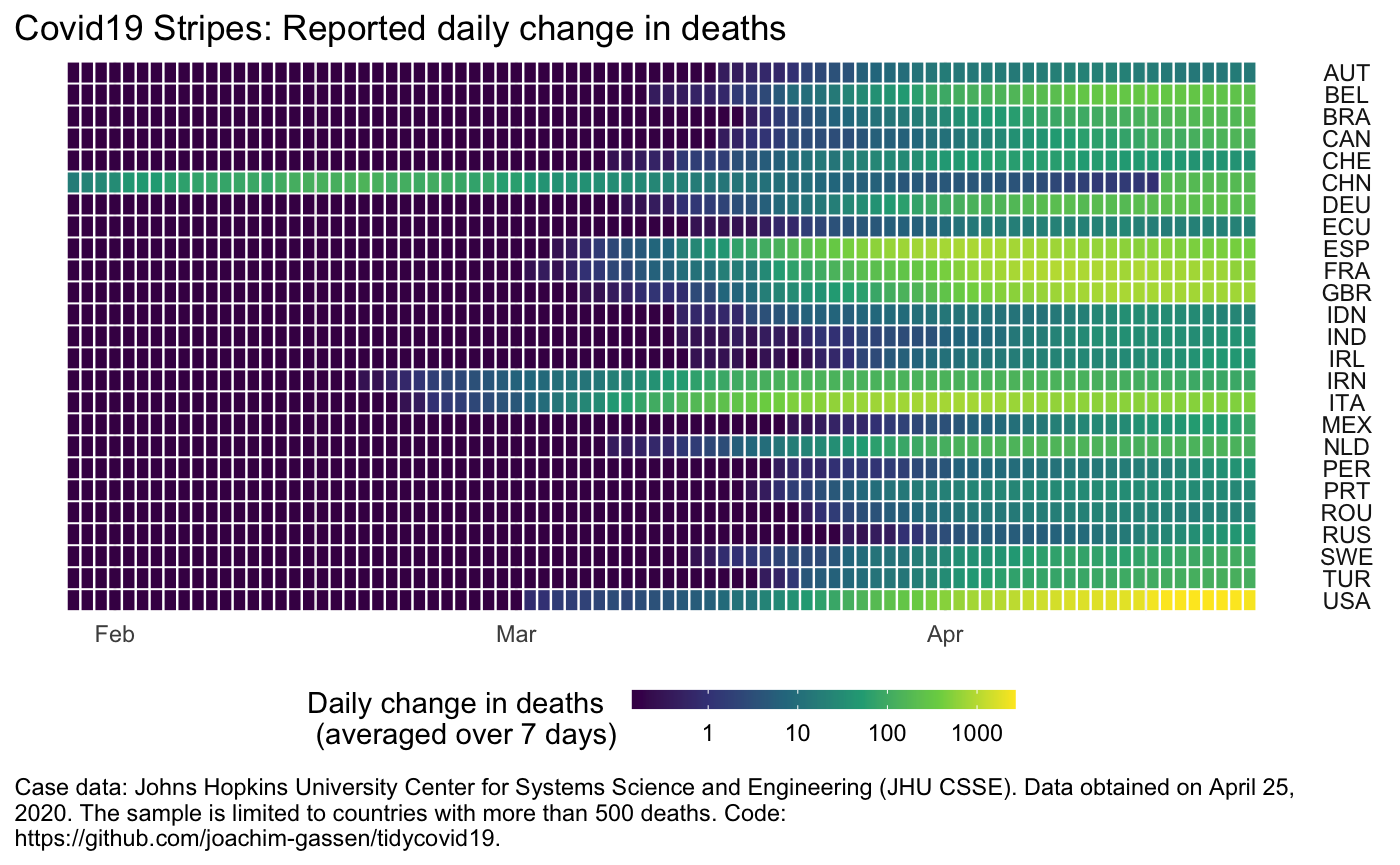 Covid19 Stripes: Reported daily change in deaths
AUT
BEL
BRA
CAN
CHE
CHN
DEU
ECU
ESP
FRA
GBR
IDN
IND
IRL
IRN
ITA
MEX
NLD
PER
PRT
ROU
RUS
SWE
TUR
USA
Feb Mar Apr
Daily change in deaths
(averaged over 7 days)
1 10 100 1000
Case data: Johns Hopkins University Center for Systems Science and Engineering (JHU CSSE). Data obtained on April 25,
2020. The sample is limited to countries with more than 500 deaths. Code:
https://github.com/joachim-gassen/tidycovid19.